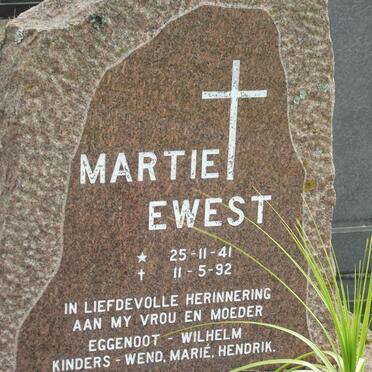 MARTIE
EWEST
★ 25-11-41
† 11-5-92
IN LIEFDEVOLLE HERINNERING
AAN MY VROU EN MOEDER
EGGENOOT - WILHELM
KINDERS - WEND, MARIÉ, HENDRIK.